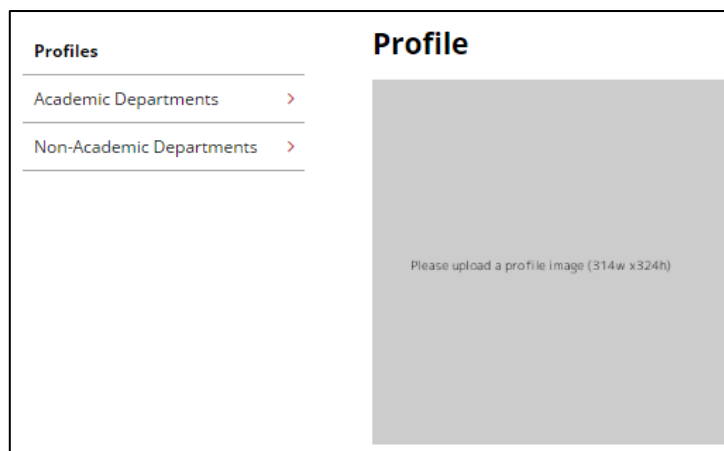 Profiles
Academic Departments
Non-Academic Departments
Profile
Please upload a profile image (314w x324h)